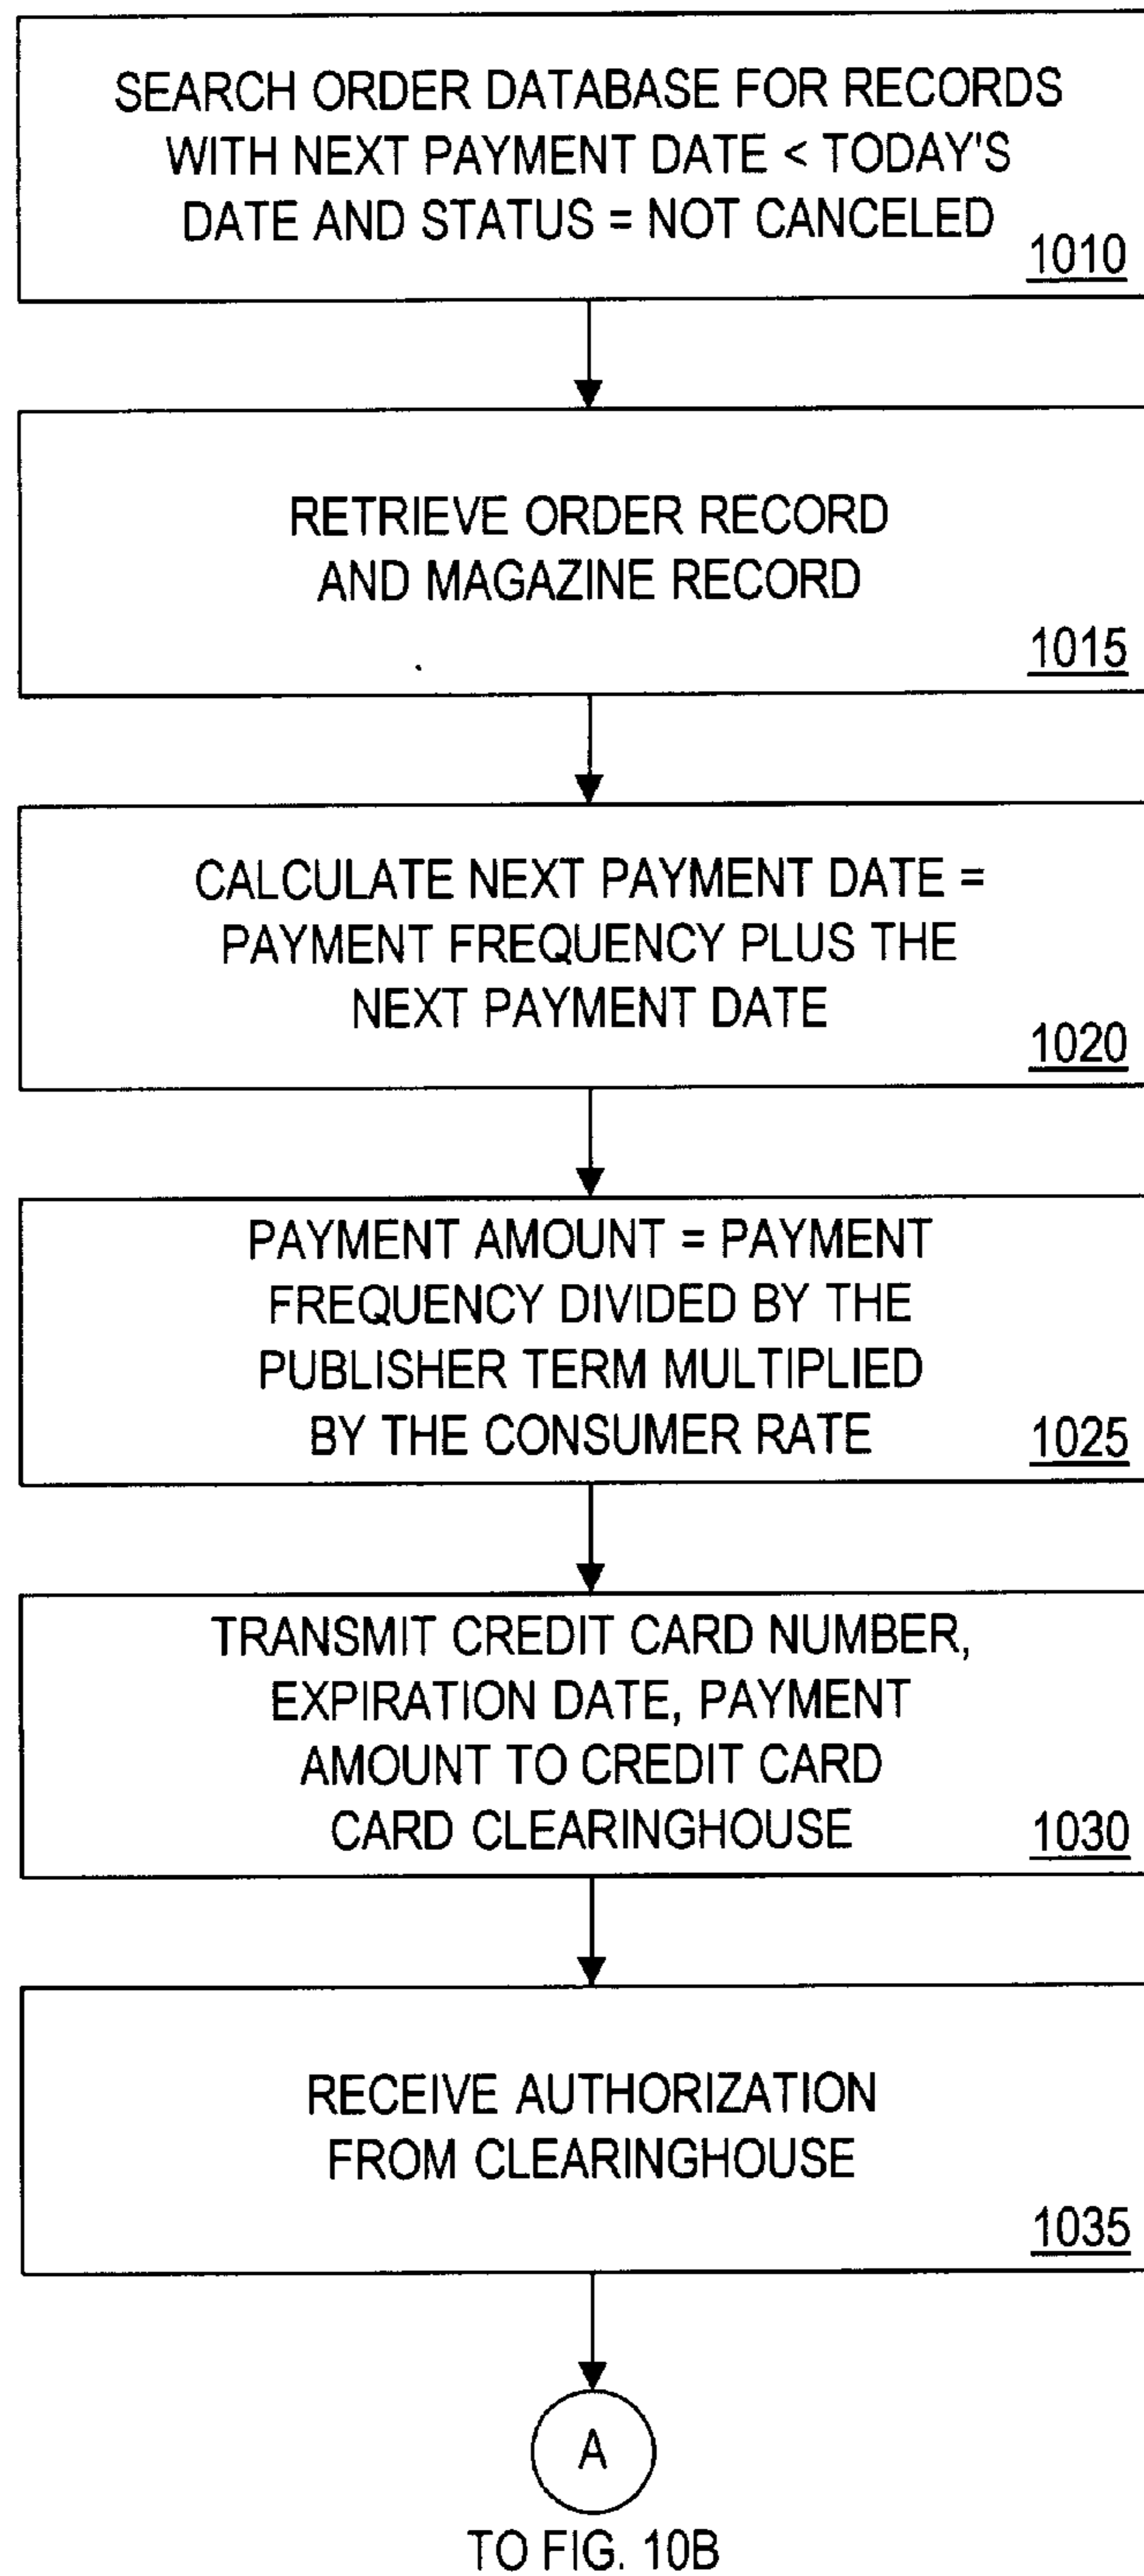 SEARCH ORDER DATABASE FOR RECORDS
WITH NEXT PAYMENT DATE < TODAY'S
DATE AND STATUS = NOT CANCELED
1010
RETRIEVE ORDER RECORD
AND MAGAZINE RECORD
1015
CALCULATE NEXT PAYMENT DATE =
PAYMENT FREQUENCY PLUS THE
NEXT PAYMENT DATE
1020
PAYMENT AMOUNT = PAYMENT
FREQUENCY DIVIDED BY THE
PUBLISHER TERM MULTIPLIED
BY THE CONSUMER RATE
1025
TRANSMIT CREDIT CARD NUMBER,
EXPIRATION DATE, PAYMENT
AMOUNT TO CREDIT CARD
CARD CLEARINGHOUSE
1030
RECEIVE AUTHORIZATION
FROM CLEARINGHOUSE
1035
A
TO FIG. 10B